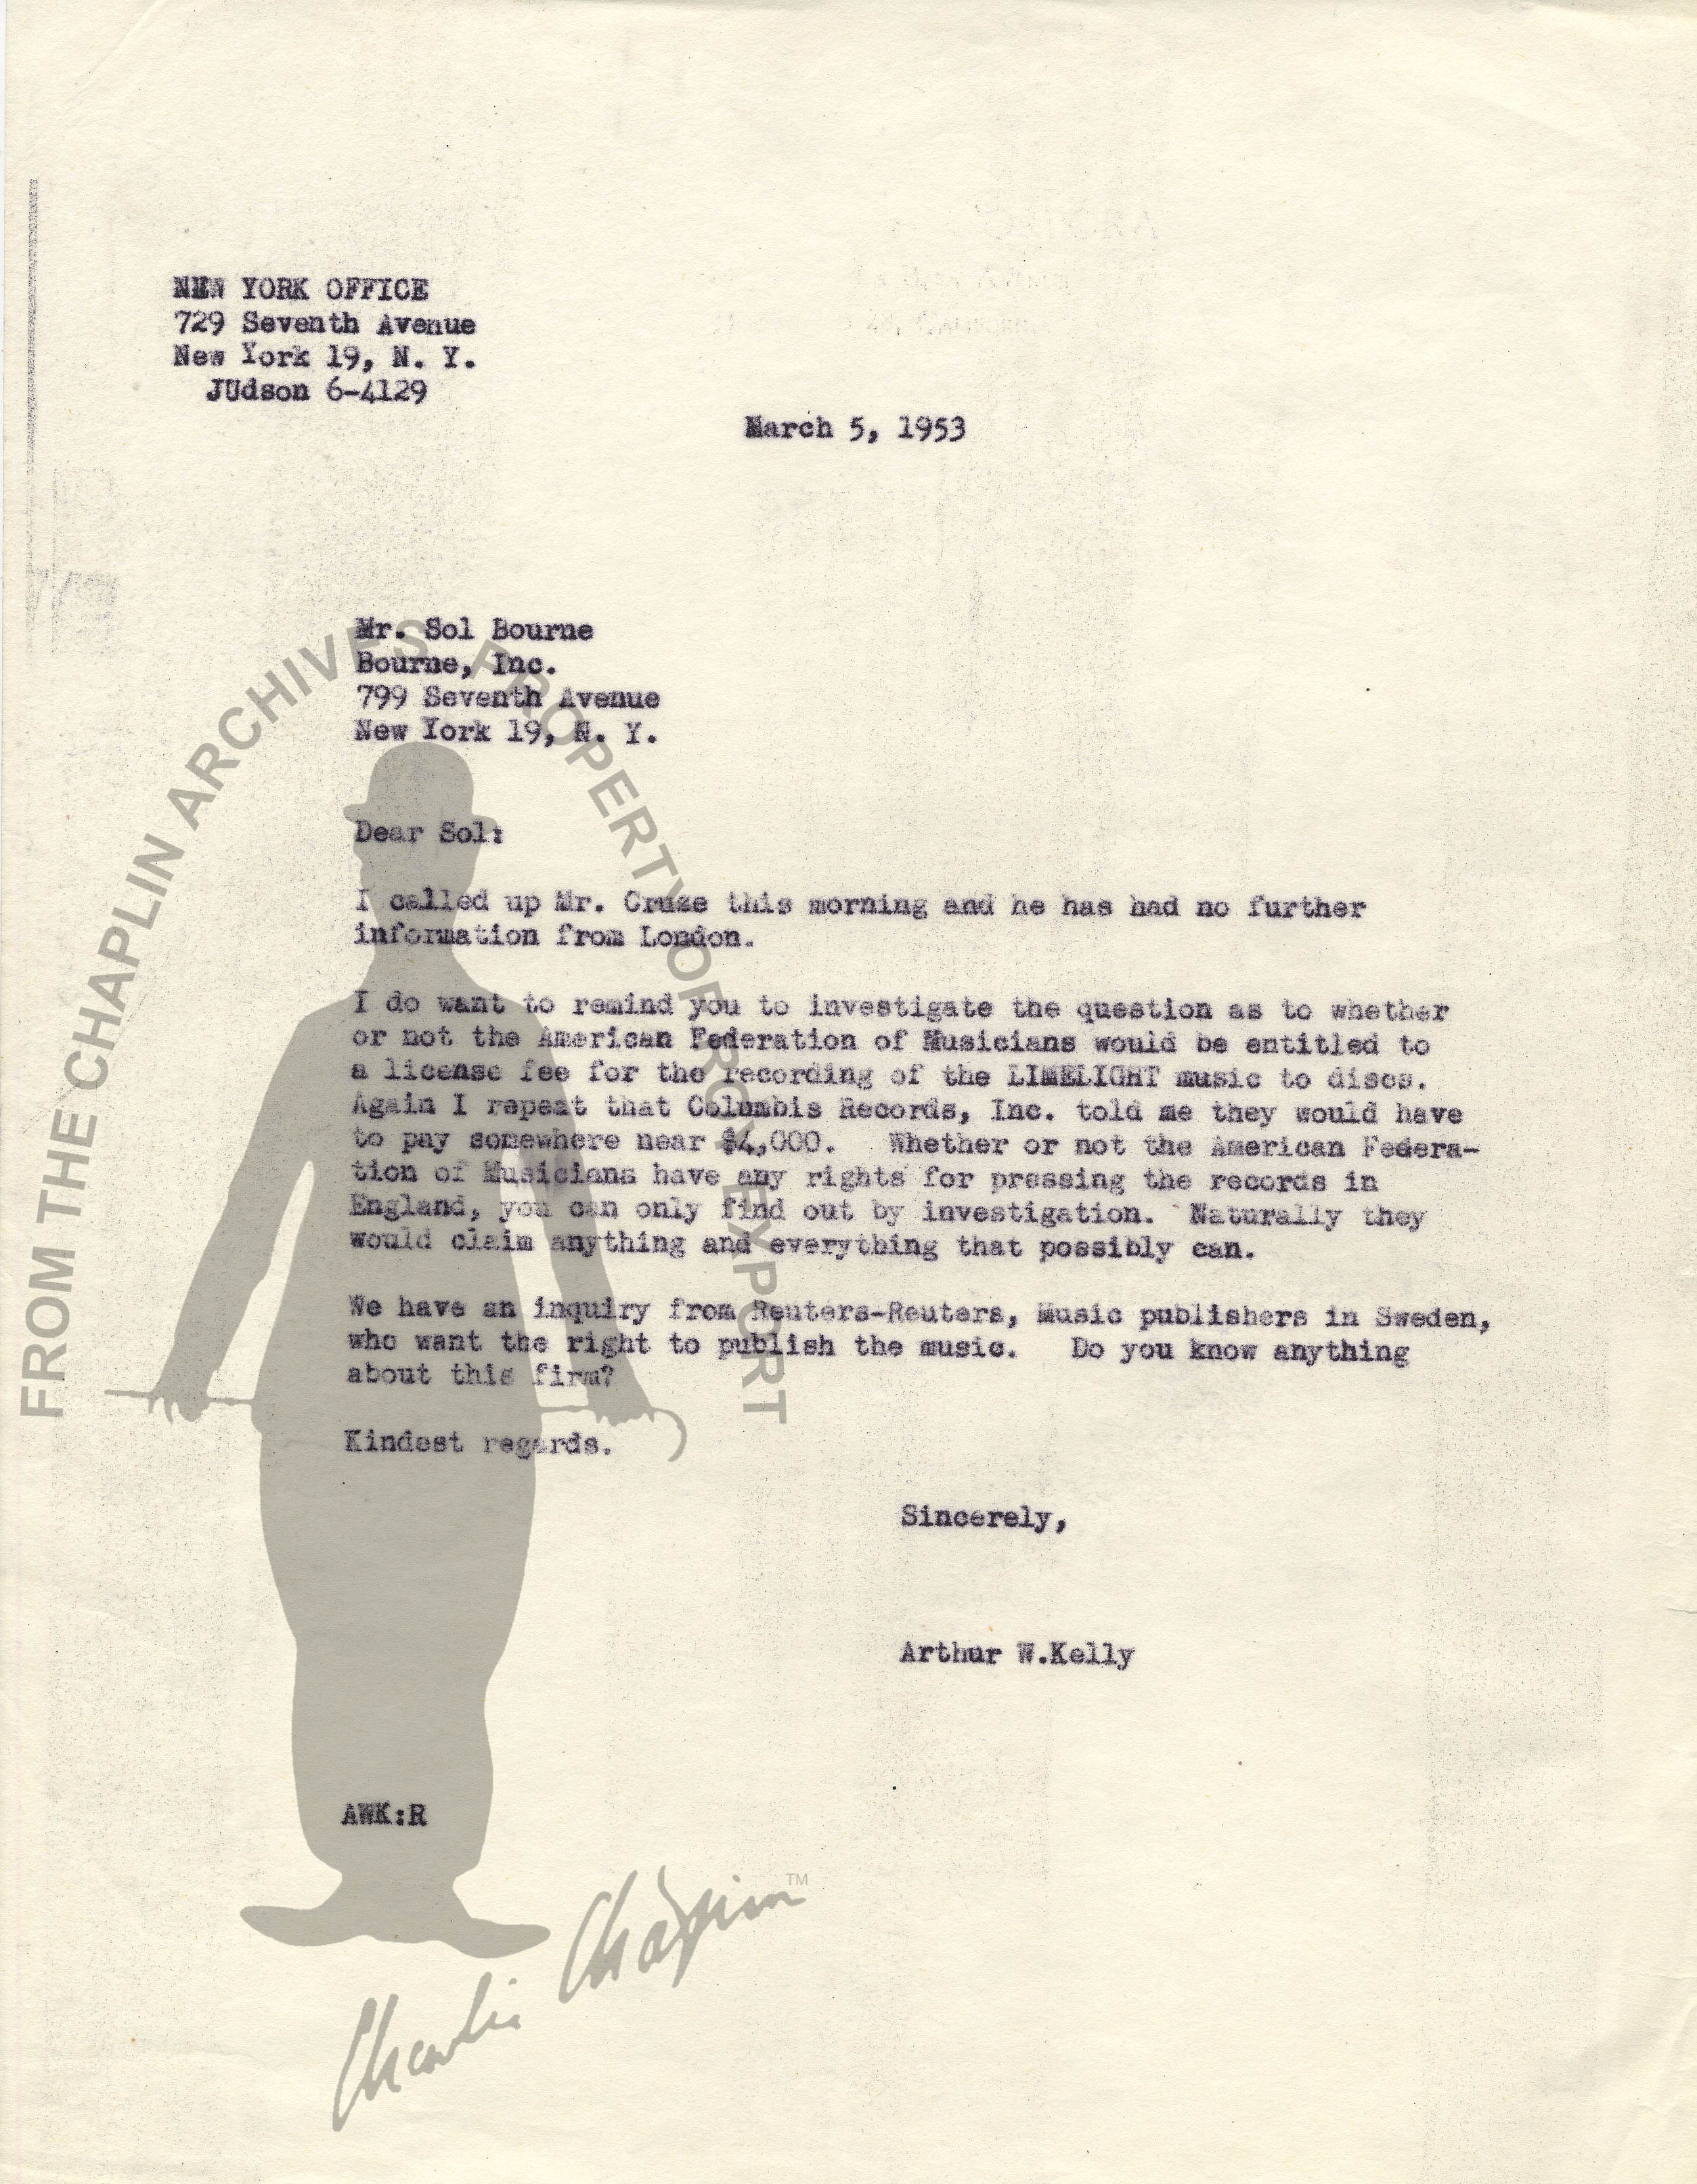 NEW YORK OFFICE
729 Seventh Avenue
New York 19, N. Y.
JUdson 6-4129
March 5, 1953
Mr. Sol Bourne
Bourne, Inc.
799 Seventh Avenue
New York 19, N. Y.
Dear Sol:
I called up Mr. Cruze this morning and he has had no further
information from London.
I do want to remind you to investigate the question as to whether
or not the American Federation of Musicians would be entitled to
a license fee for the recording of the LIMELIGHT music to discs.
Again I repeat that Columbis Records, Inc. told me they would have
to pay somewhere near $4,000. Whether or not the American Federa-
tion of Musicians have any rights for pressing the records in
England, you can only find out by investigation. Naturally they
would claim anything and everything that possibly can.
We have an inquiry from Reuters-Reuters, Music publishers in Sweden,
who want the right to publish the music. Do you know anything
about this firm?
Kindest regards.
Sincerely,
Arthur W.Kelly
AWK:R
FROM THE CHAPLIN ARCHIVES PROPERTY OF ROY EXPORT
Charlie Chaplin TM